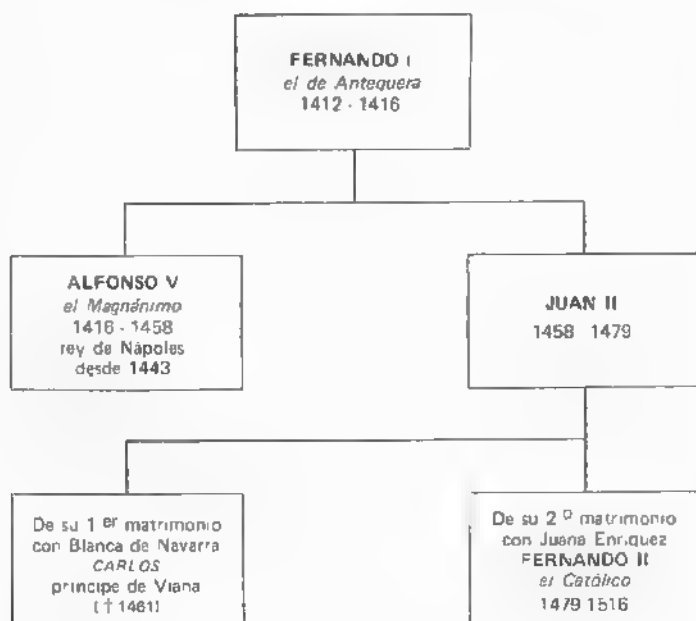 FERNANDO I
el de Antequera
1412 - 1416
ALFONSO V
el Magnánimo
1416 - 1458
rey de Nápoles
desde 1443
JUAN II
1458 1479
De su 1 er matrimonio
con Blanca de Navarra
CARLOS
príncipe de Viana
( † 1461)
De su 2 º matrimonio
con Juana Enríquez
FERNANDO II
el Católico
1479 1516